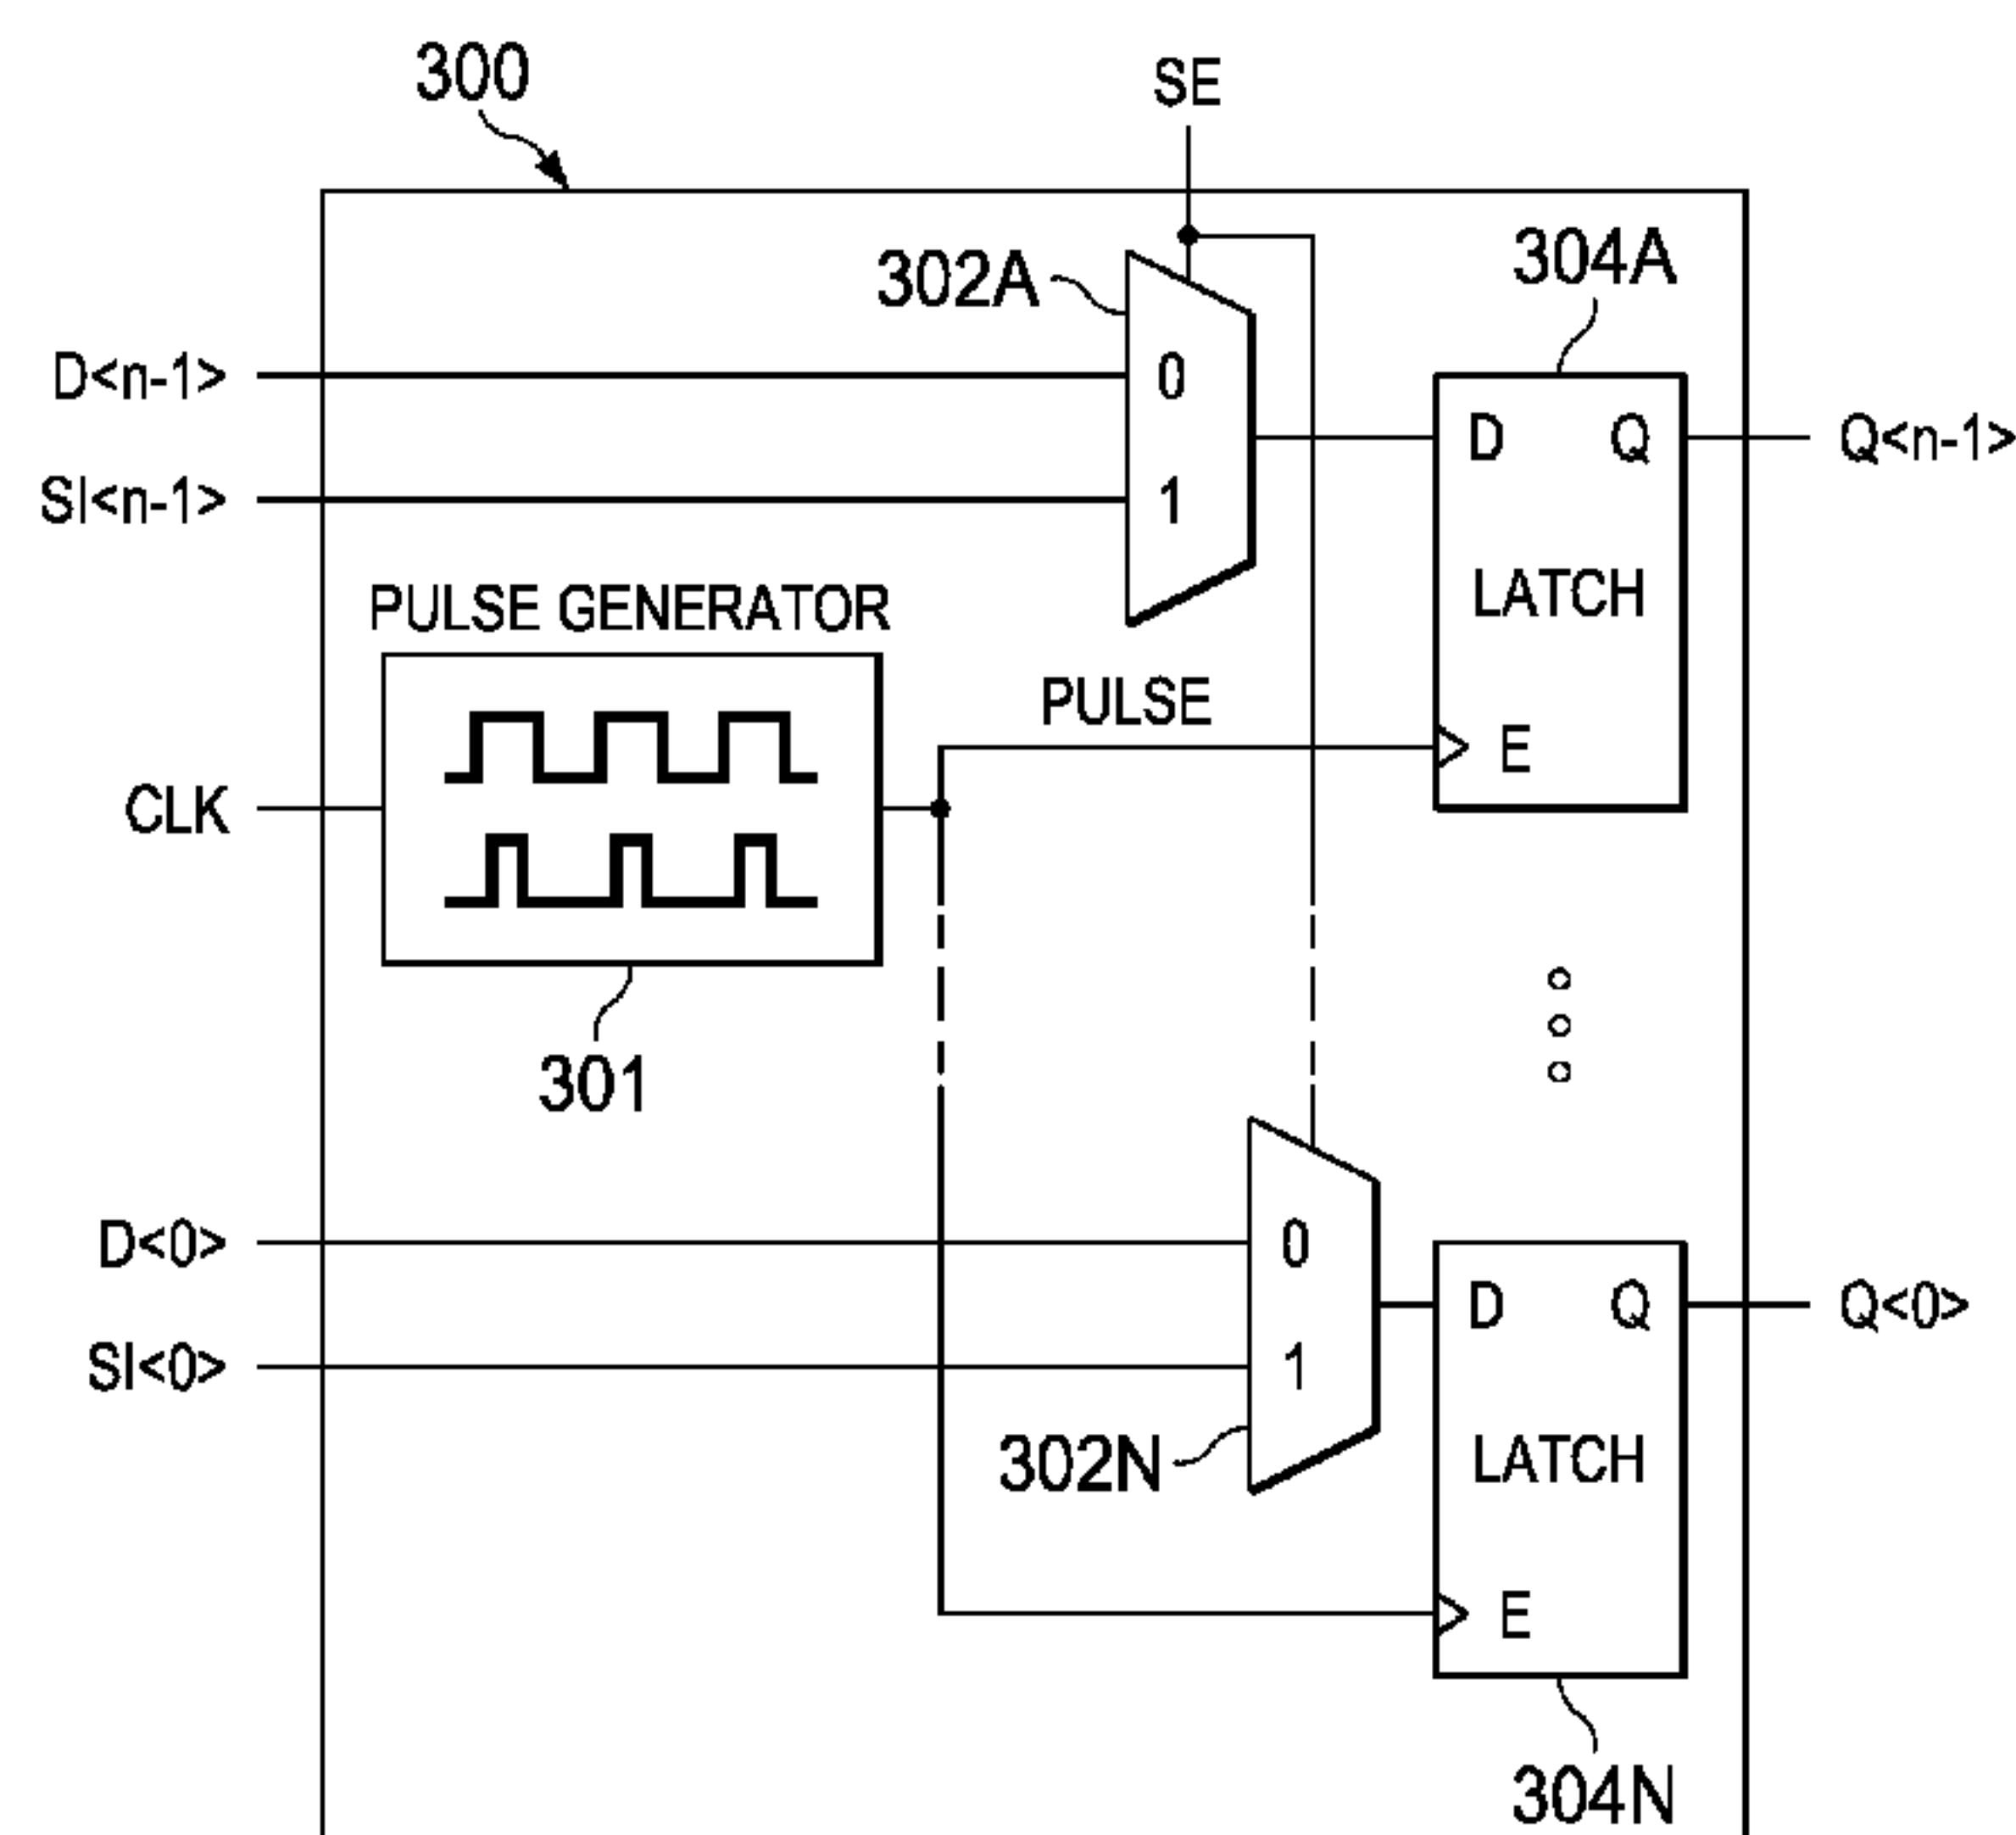 300
SE
302A
304A
D<n-1>
0
D Q
Q<n-1>
SI<n-1>
1
LATCH
PULSE GENERATOR
PULSE
E
CLK
301
D<0>
0
D Q
Q<0>
SI<0>
1
302N
LATCH
E
304N